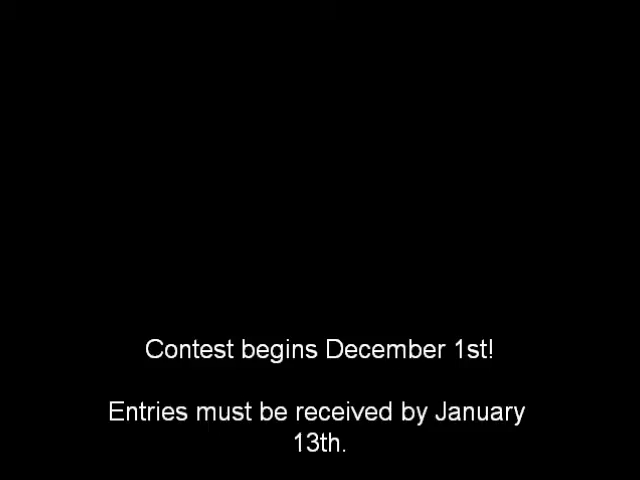 Contest begins December 1st!
Entries must be received by January
13th.